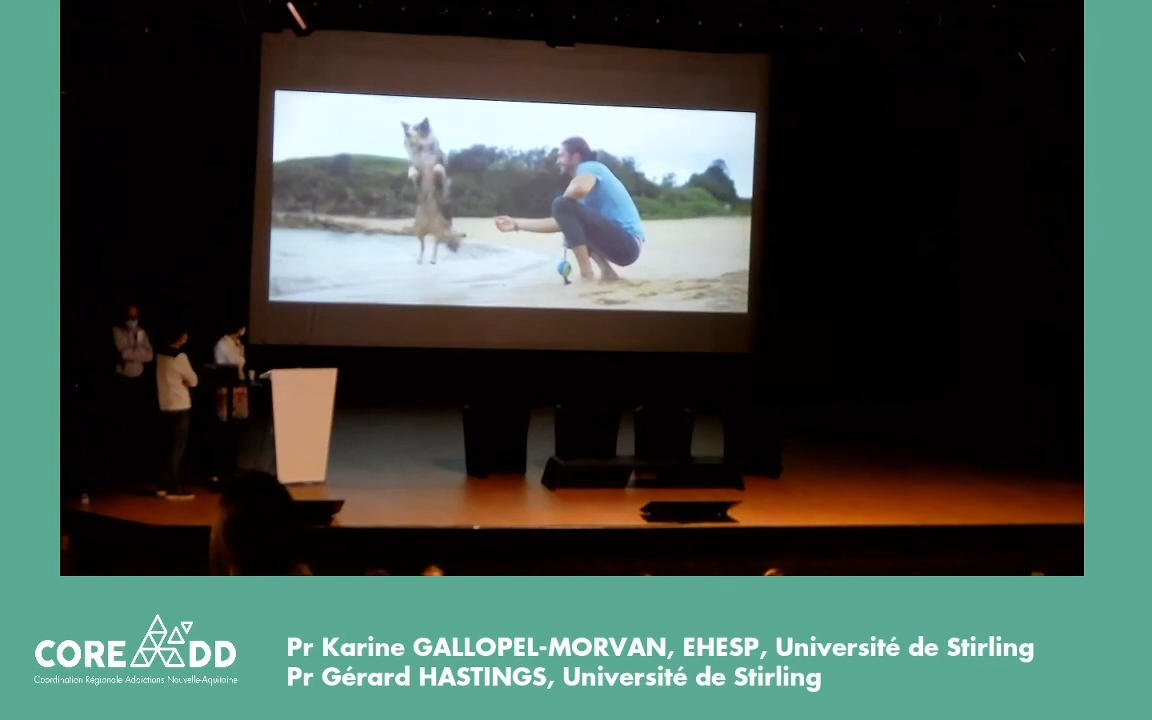 CORE DD
Coordination Régionale Addictions Nouvelle-Aquitaine
Pr Karine GALLOPEL-MORVAN, EHESP, Université de Stirling
Pr Gérard HASTINGS, Université de Stirling